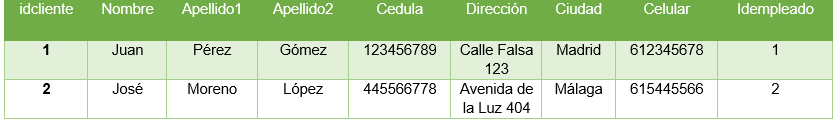 idcliente Nombre Apellido1 Apellido2 Cedula Dirección Ciudad Celular Idempleado
1 Juan Pérez Gómez 123456789 Calle Falsa 123 Madrid 612345678 1
2 José Moreno López 445566778 Avenida de la Luz 404 Málaga 615445566 2